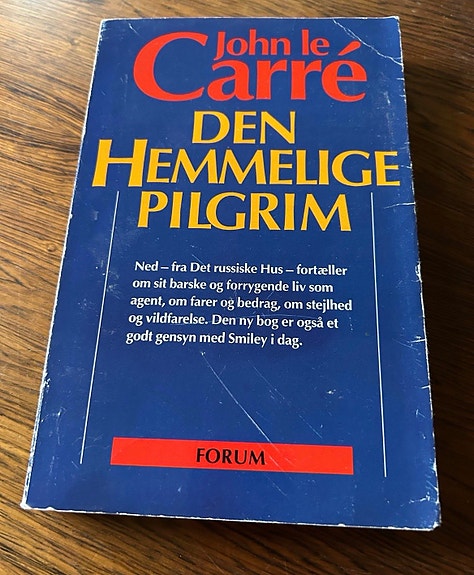 John le
Carré
DEN
HEMMELIGE
PILGRIM
Ned – fra Det russiske Hus – fortæller
om sit barske og forrygende liv som
agent, om farer og bedrag, om stejlhed
og vildfarelse. Den ny bog er også et
godt gensyn med Smiley i dag.
FORUM